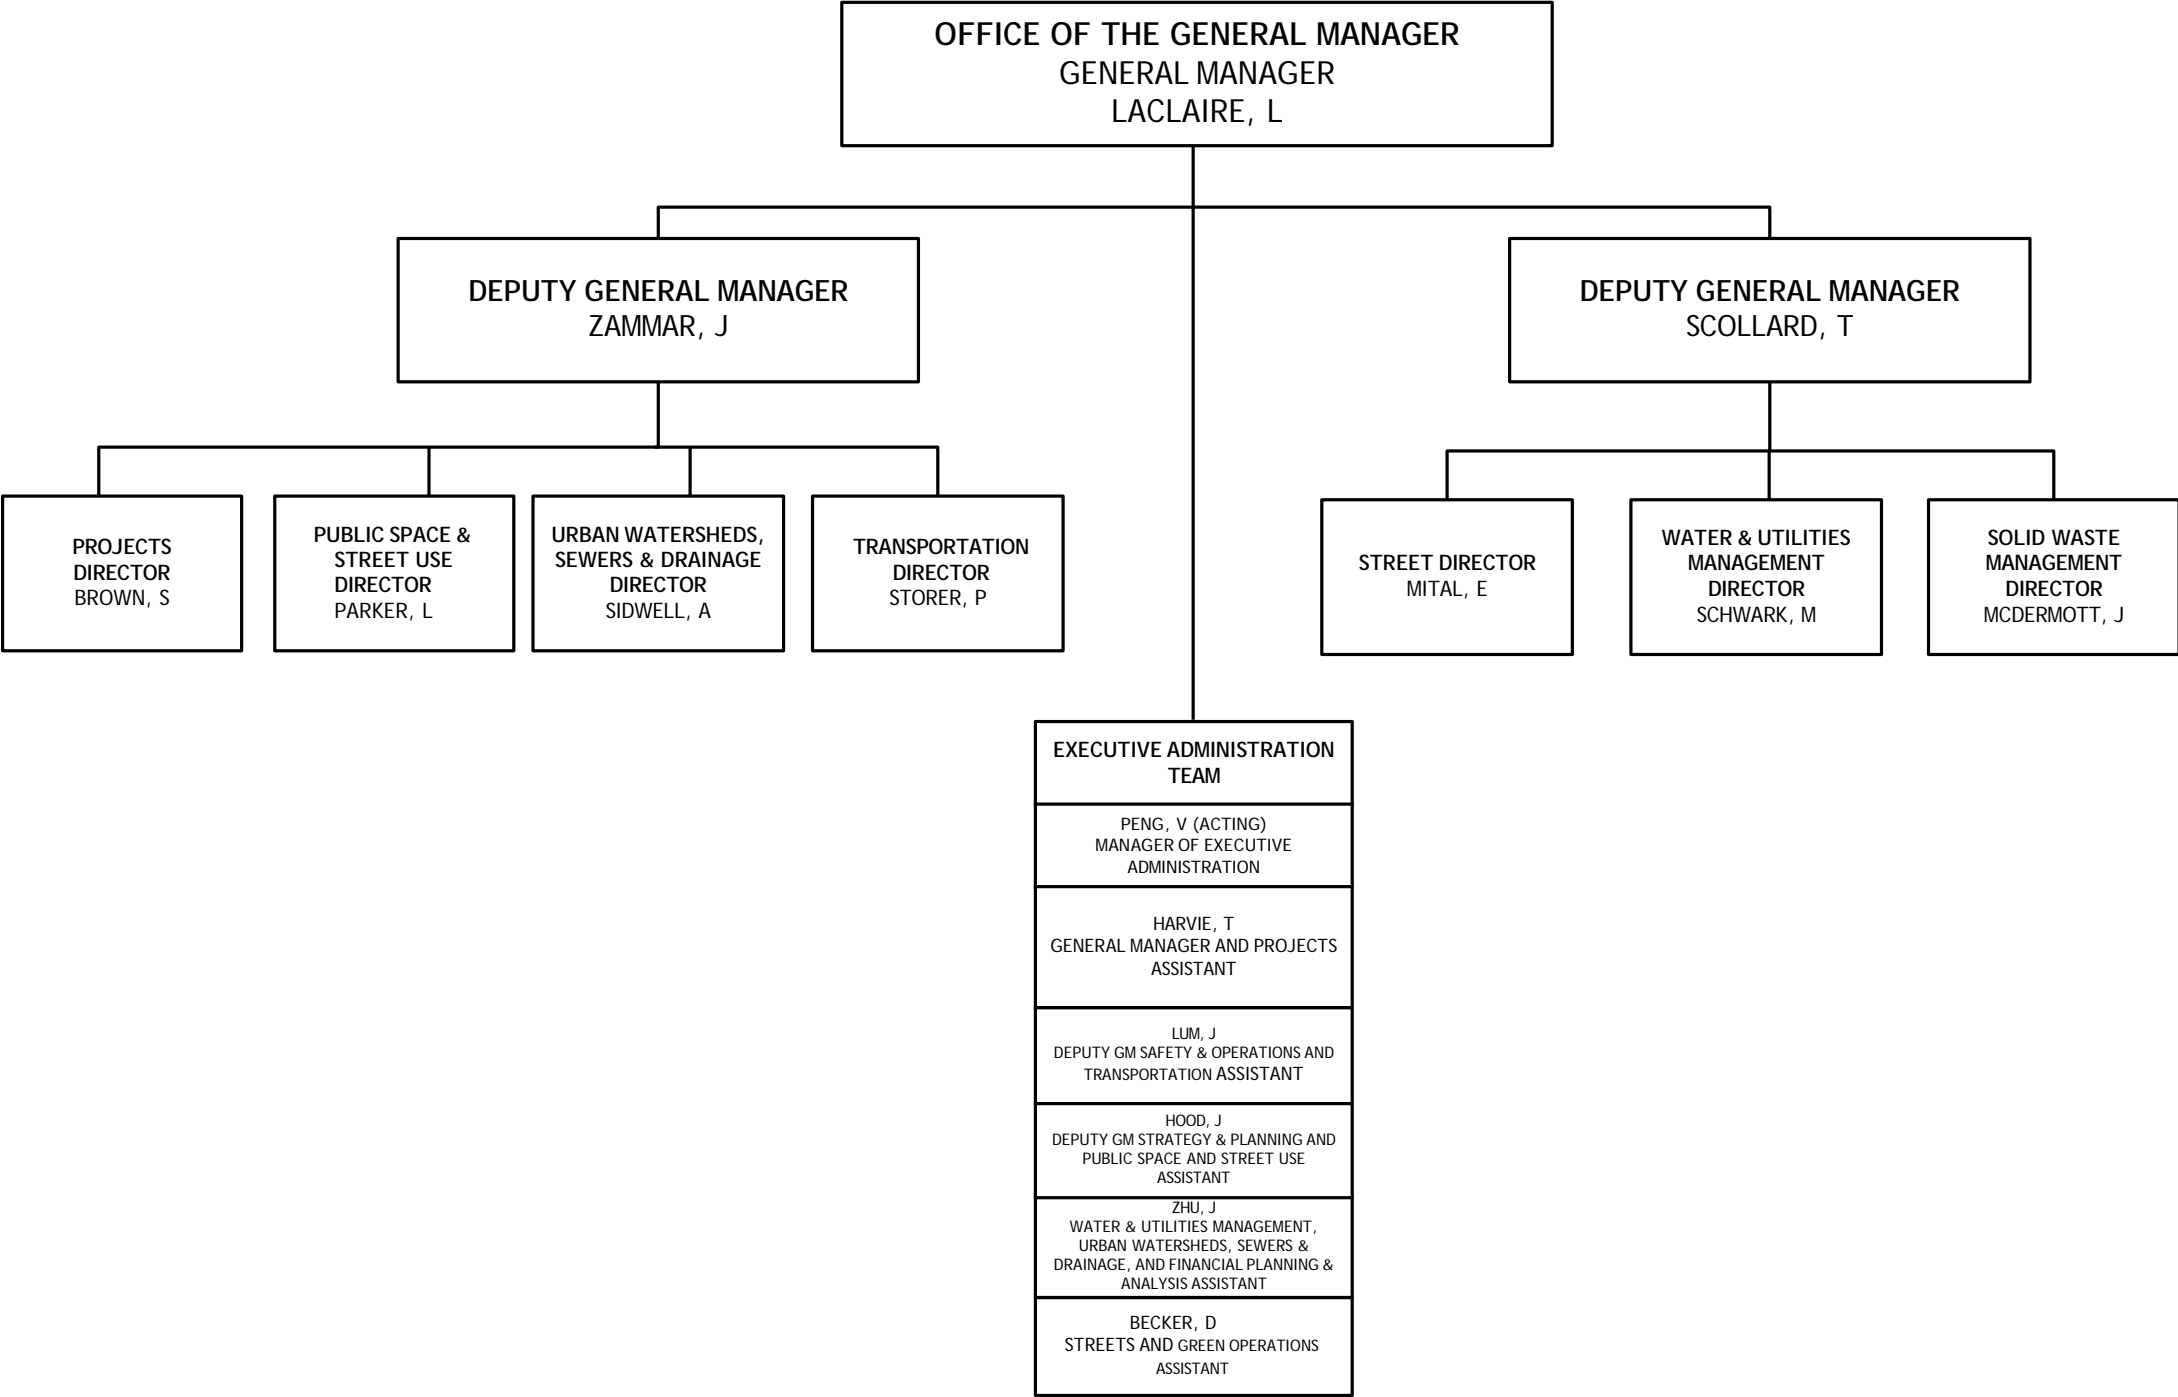 OFFICE OF THE GENERAL MANAGER
GENERAL MANAGER
LACLAIRE, L
DEPUTY GENERAL MANAGER
ZAMMAR, J
DEPUTY GENERAL MANAGER
SCOLLARD, T
PROJECTS
DIRECTOR
BROWN, S
PUBLIC SPACE &
STREET USE
DIRECTOR
PARKER, L
URBAN WATERSHEDS,
SEWERS & DRAINAGE
DIRECTOR
SIDWELL, A
TRANSPORTATION
DIRECTOR
STORER, P
STREET DIRECTOR
MITAL, E
WATER & UTILITIES
MANAGEMENT
DIRECTOR
SCHWARK, M
SOLID WASTE
MANAGEMENT
DIRECTOR
MCDERMOTT, J
EXECUTIVE ADMINISTRATION
TEAM
PENG, V (ACTING)
MANAGER OF EXECUTIVE
ADMINISTRATION
HARVIE, T
GENERAL MANAGER AND PROJECTS
ASSISTANT
LUM, J
DEPUTY GM SAFETY & OPERATIONS AND
TRANSPORTATION ASSISTANT
HOOD, J
DEPUTY GM STRATEGY & PLANNING AND
PUBLIC SPACE AND STREET USE
ASSISTANT
ZHU, J
WATER & UTILITIES MANAGEMENT,
URBAN WATERSHEDS, SEWERS &
DRAINAGE, AND FINANCIAL PLANNING &
ANALYSIS ASSISTANT
BECKER, D
STREETS AND GREEN OPERATIONS
ASSISTANT